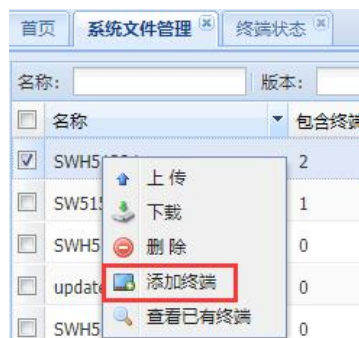 首页 系统文件管理 终端状态
名称: 版本:
名称 包含终端
2
上 传
SW515 下载 1
SWH5 删 除 0
update 添加终端 0
SWH5 查看已有终端 0